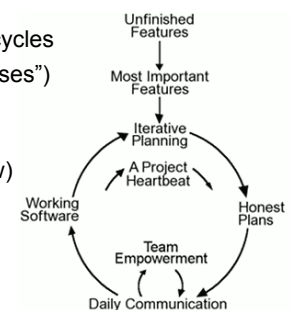 Unfinished
Features
cycles
ses”)
Most Important
Features
Iterative
Planning
A Project
Heartbeat
Working
Software
Honest
Plans
Team
Empowerment
Daily Communication